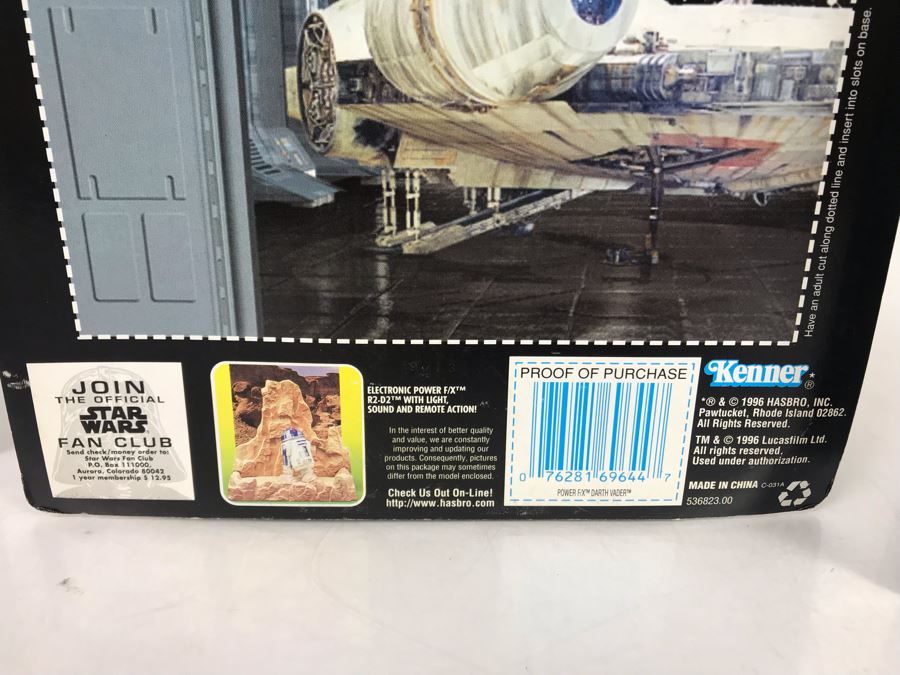 Have an adult cut along dotted line and insert into slots on base.
JOIN
THE OFFICIAL
STAR
WARS
FAN CLUB
Send check/money order to:
Star Wars Fan Club
P.O. Box 111000,
Aurora, Colorado 80042
1 year membership $ 12.95
ELECTRONIC POWER F/X™
R2-D2™ WITH LIGHT,
SOUND AND REMOTE ACTION!
In the interest of better quality
and value, we are constantly
improving and updating our
products. Consequently, pictures
on this package may sometimes
differ from the model enclosed.
Check Us Out On-Line!
http://www.hasbro.com
PROOF OF PURCHASE
0 76281 69644 7
POWER F/X™ DARTH VADER™
Kenner®
*® & © 1996 HASBRO, INC.
Pawtucket, Rhode Island 02862.
All Rights Reserved.
TM & © 1996 Lucasfilm Ltd.
All rights reserved.
Used under authorization.
MADE IN CHINA C-031A
536823.00